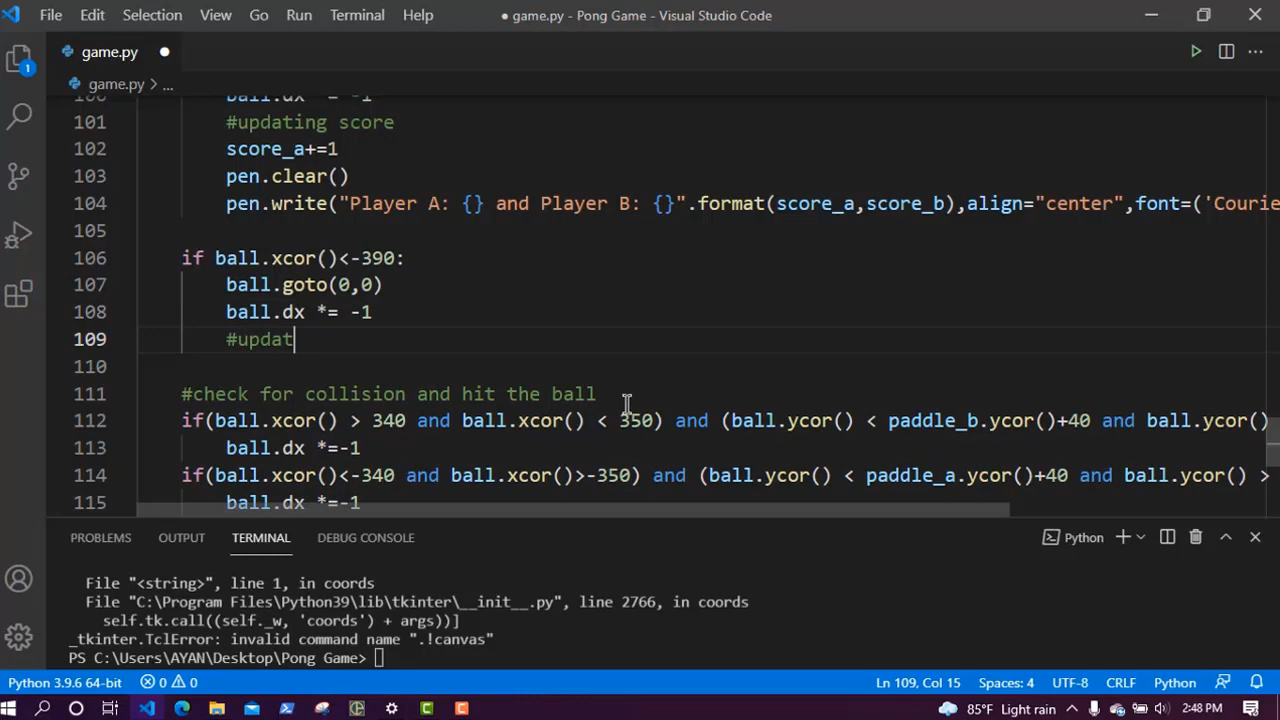 File Edit Selection View Go Run Terminal Help ● game.py - Pong Game - Visual Studio Code
game.py ●
game.py > ...
101 #updating score
102 score_a+=1
103 pen.clear()
104 pen.write("Player A: {} and Player B: {}".format(score_a,score_b),align="center",font=('Courie
105
106 if ball.xcor()<-390:
107 ball.goto(0,0)
108 ball.dx *= -1
109 #updat
110
111 #check for collision and hit the ball
112 if(ball.xcor() > 340 and ball.xcor() < 350) and (ball.ycor() < paddle_b.ycor()+40 and ball.ycor()
113 ball.dx *=-1
114 if(ball.xcor()<-340 and ball.xcor()>-350) and (ball.ycor() < paddle_a.ycor()+40 and ball.ycor() >
115 ball.dx *=-1
PROBLEMS OUTPUT TERMINAL DEBUG CONSOLE Python
File "<string>", line 1, in coords
File "C:\Program Files\Python39\lib\tkinter\__init__.py", line 2766, in coords
self.tk.call((self._w, 'coords') + args))]
_tkinter.TclError: invalid command name ".!canvas"
PS C:\Users\AYAN\Desktop\Pong Game>
Python 3.9.6 64-bit 0 0 Ln 109, Col 15 Spaces: 4 UTF-8 CRLF Python
85°F Light rain 2:48 PM